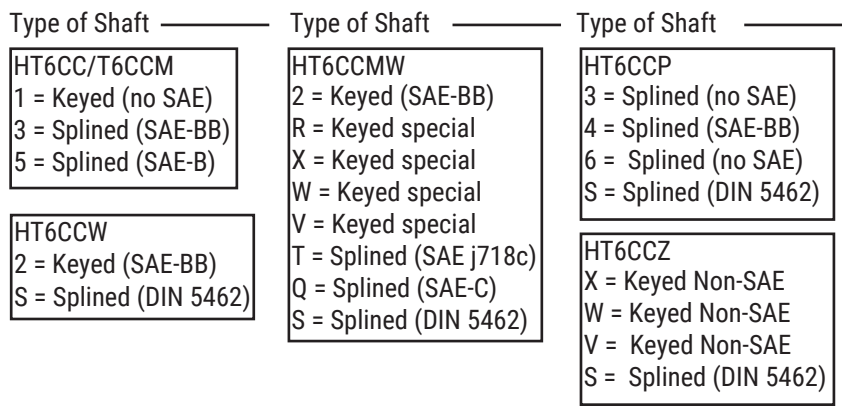 Type of Shaft
HT6CC/T6CCM
1 = Keyed (no SAE)
3 = Splined (SAE-BB)
5 = Splined (SAE-B)
HT6CCW
2 = Keyed (SAE-BB)
S = Splined (DIN 5462)
Type of Shaft
HT6CCMW
2 = Keyed (SAE-BB)
R = Keyed special
X = Keyed special
W = Keyed special
V = Keyed special
T = Splined (SAE j718c)
Q = Splined (SAE-C)
S = Splined (DIN 5462)
Type of Shaft
HT6CCP
3 = Splined (no SAE)
4 = Splined (SAE-BB)
6 = Splined (no SAE)
S = Splined (DIN 5462)
HT6CCZ
X = Keyed Non-SAE
W = Keyed Non-SAE
V = Keyed Non-SAE
S = Splined (DIN 5462)